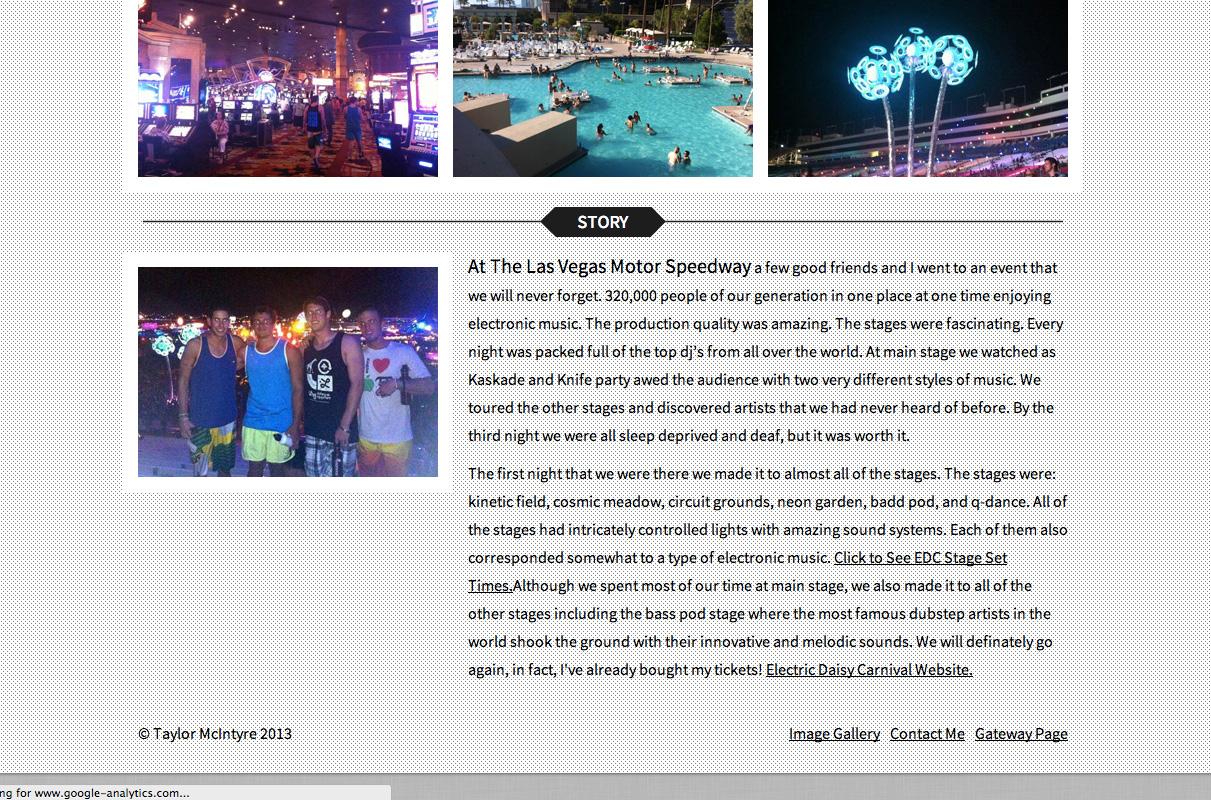 STORY
At The Las Vegas Motor Speedway a few good friends and I went to an event that
we will never forget. 320,000 people of our generation in one place at one time enjoying
electronic music. The production quality was amazing. The stages were fascinating. Every
night was packed full of the top dj's from all over the world. At main stage we watched as
Kaskade and Knife party awed the audience with two very different styles of music. We
toured the other stages and discovered artists that we had never heard of before. By the
third night we were all sleep deprived and deaf, but it was worth it.
The first night that we were there we made it to almost all of the stages. The stages were:
kinetic field, cosmic meadow, circuit grounds, neon garden, badd pod, and q-dance. All of
the stages had intricately controlled lights with amazing sound systems. Each of them also
corresponded somewhat to a type of electronic music. Click to See EDC Stage Set
Times.Although we spent most of our time at main stage, we also made it to all of the
other stages including the bass pod stage where the most famous dubstep artists in the
world shook the ground with their innovative and melodic sounds. We will definately go
again, in fact, I've already bought my tickets! Electric Daisy Carnival Website.
© Taylor McIntyre 2013
Image Gallery Contact Me Gateway Page
ng for www.google-analytics.com...